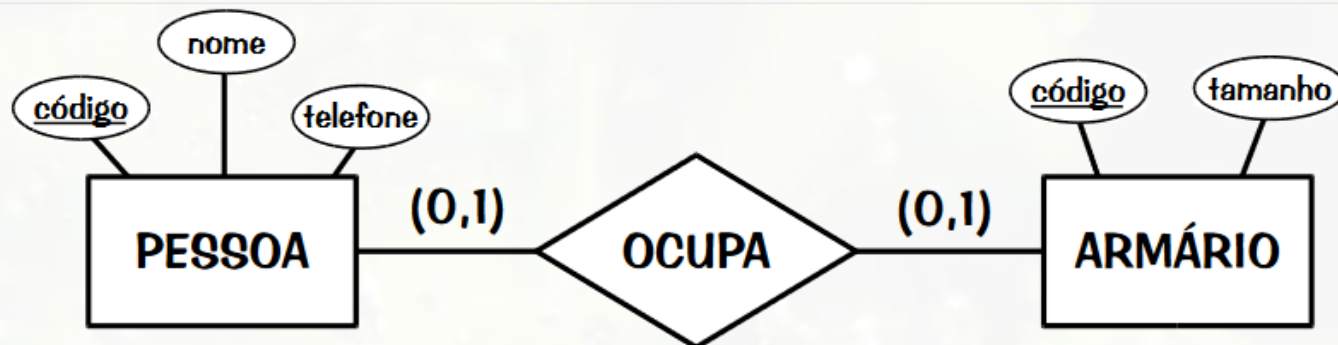 nome
código
telefone
código
tamanho
(0,1)
(0,1)
PESSOA
OCUPA
ARMÁRIO